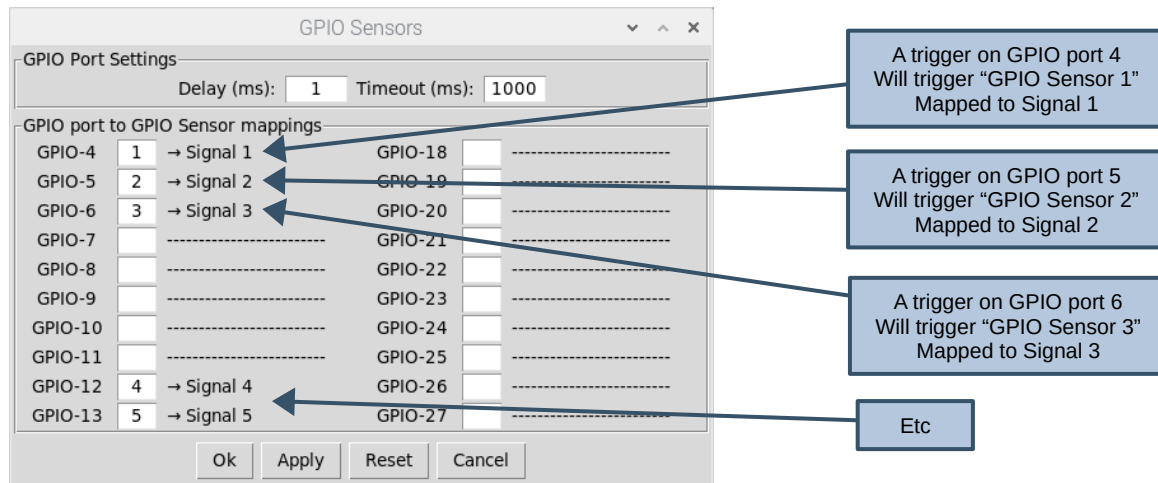 GPIO Sensors
GPIO Port Settings
Delay (ms): 1 Timeout (ms): 1000
GPIO port to GPIO Sensor mappings
GPIO-4 1 → Signal 1 GPIO-18 -------------------------
GPIO-5 2 → Signal 2 GPIO-19 -------------------------
GPIO-6 3 → Signal 3 GPIO-20 -------------------------
GPIO-7 ------------------------- GPIO-21 -------------------------
GPIO-8 ------------------------- GPIO-22 -------------------------
GPIO-9 ------------------------- GPIO-23 -------------------------
GPIO-10 ------------------------- GPIO-24 -------------------------
GPIO-11 ------------------------- GPIO-25 -------------------------
GPIO-12 4 → Signal 4 GPIO-26 -------------------------
GPIO-13 5 → Signal 5 GPIO-27 -------------------------
Ok Apply Reset Cancel
A trigger on GPIO port 4
Will trigger “GPIO Sensor 1”
Mapped to Signal 1
A trigger on GPIO port 5
Will trigger “GPIO Sensor 2”
Mapped to Signal 2
A trigger on GPIO port 6
Will trigger “GPIO Sensor 3”
Mapped to Signal 3
Etc